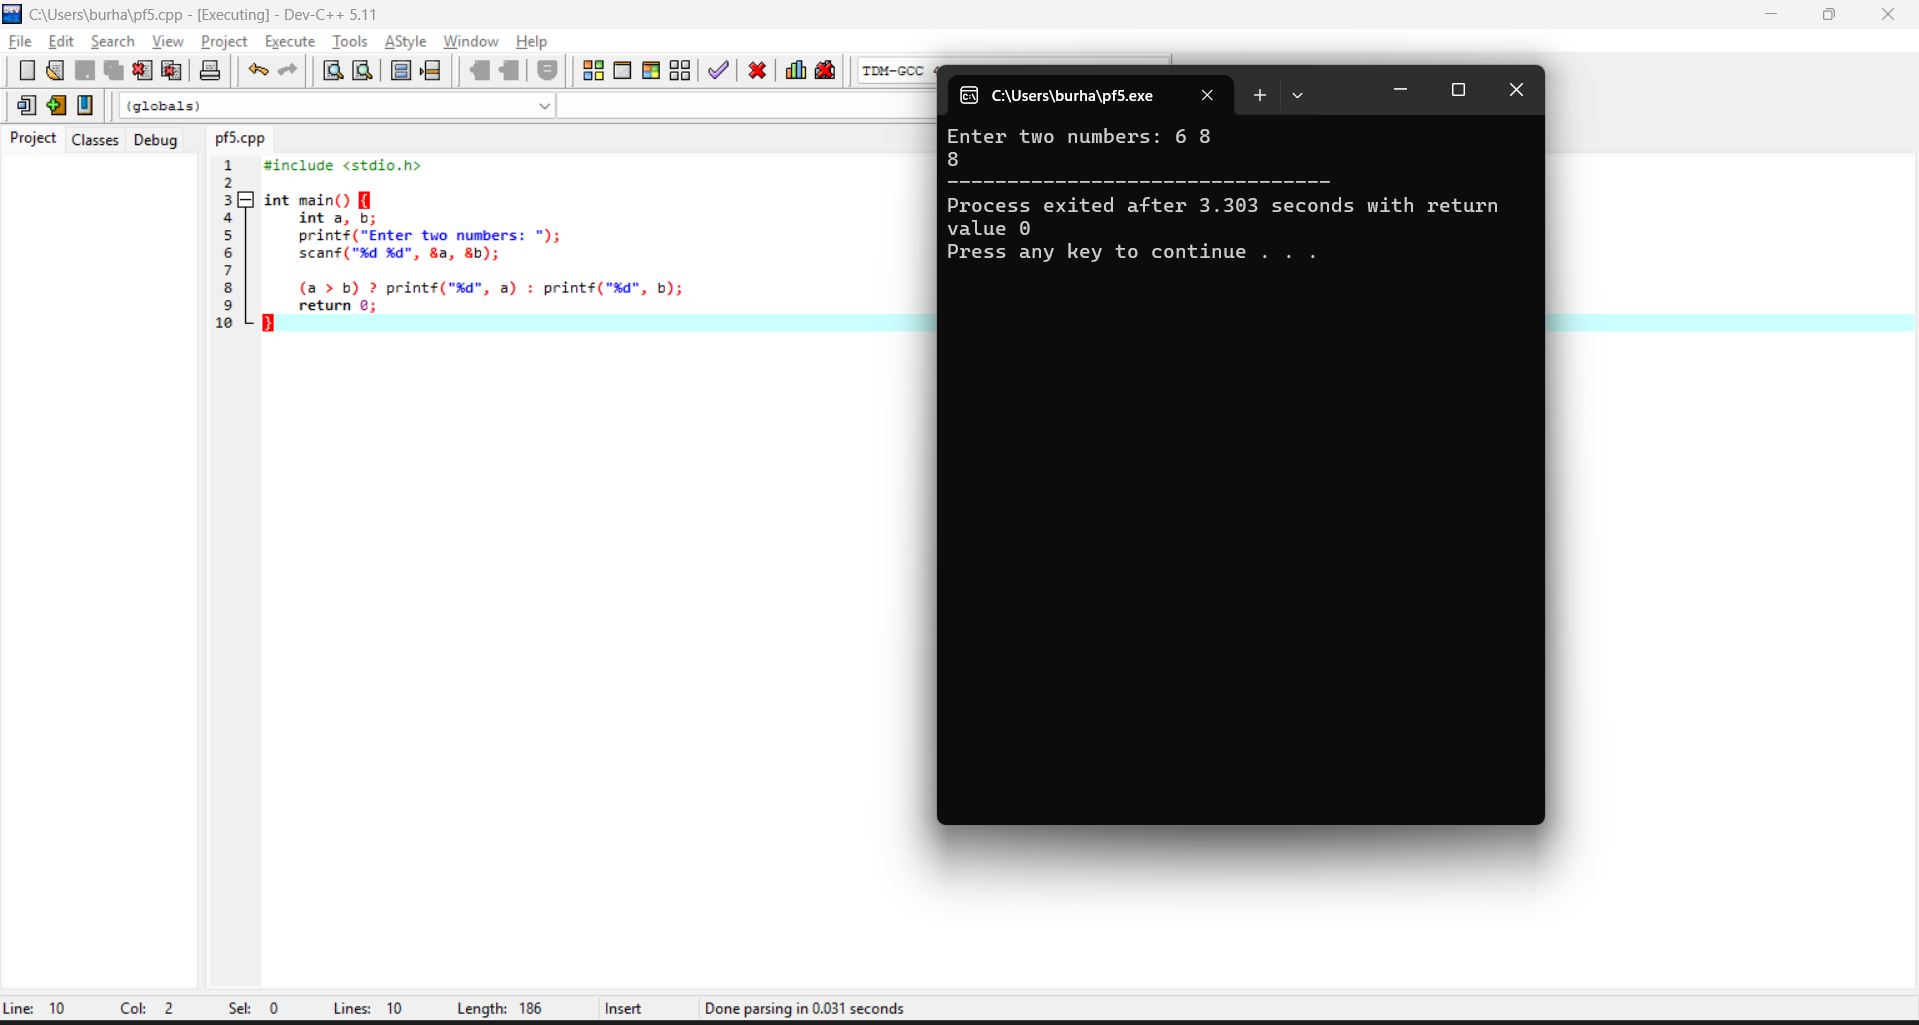 C:\Users\burha\pf5.cpp - [Executing] - Dev-C++ 5.11
File Edit Search View Project Execute Tools AStyle Window Help
TDM-GCC
(globals)
Project Classes Debug
pf5.cpp
1 #include <stdio.h>
2
3 int main() {
4     int a, b;
5     printf("Enter two numbers: ");
6     scanf("%d %d", &a, &b);
7
8     (a > b) ? printf("%d", a) : printf("%d", b);
9     return 0;
10 }
C:\Users\burha\pf5.exe
Enter two numbers: 6 8
8
--------------------------------
Process exited after 3.303 seconds with return
value 0
Press any key to continue . . .
Line: 10 Col: 2 Sel: 0 Lines: 10 Length: 186 Insert Done parsing in 0.031 seconds